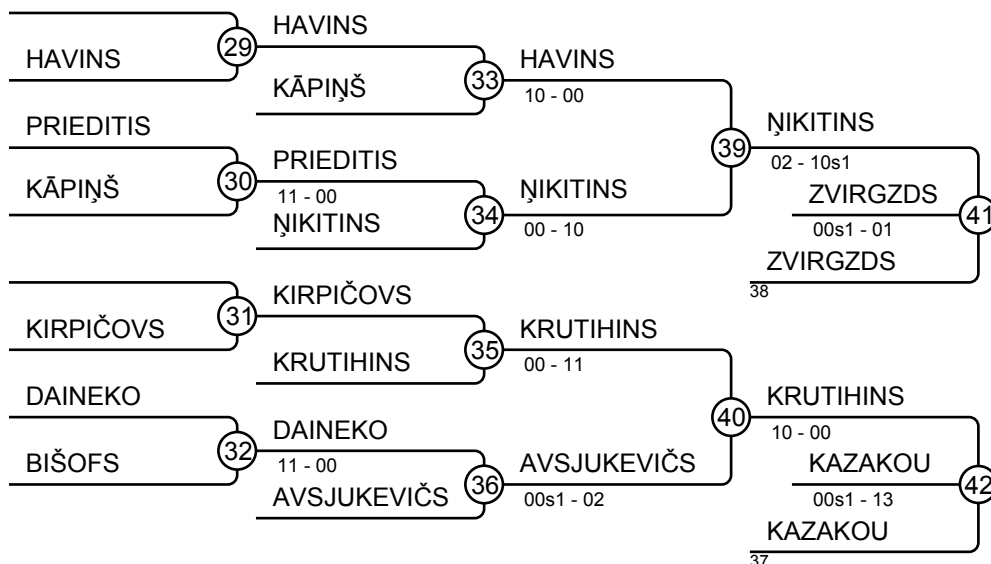 HAVINS
29
HAVINS
KĀPIŅŠ
33
HAVINS
10 - 00
PRIEDITIS
KĀPIŅŠ
30
PRIEDITIS
11 - 00
ŅIKITINS
34
ŅIKITINS
00 - 10
39
ŅIKITINS
02 - 10s1
ZVIRGZDS
00s1 - 01
41
ZVIRGZDS
38
KIRPIČOVS
31
KIRPIČOVS
KRUTIHINS
35
KRUTIHINS
00 - 11
DAINEKO
BIŠOFS
32
DAINEKO
11 - 00
AVSJUKEVIČS
36
AVSJUKEVIČS
00s1 - 02
40
KRUTIHINS
10 - 00
KAZAKOU
00s1 - 13
42
KAZAKOU
37